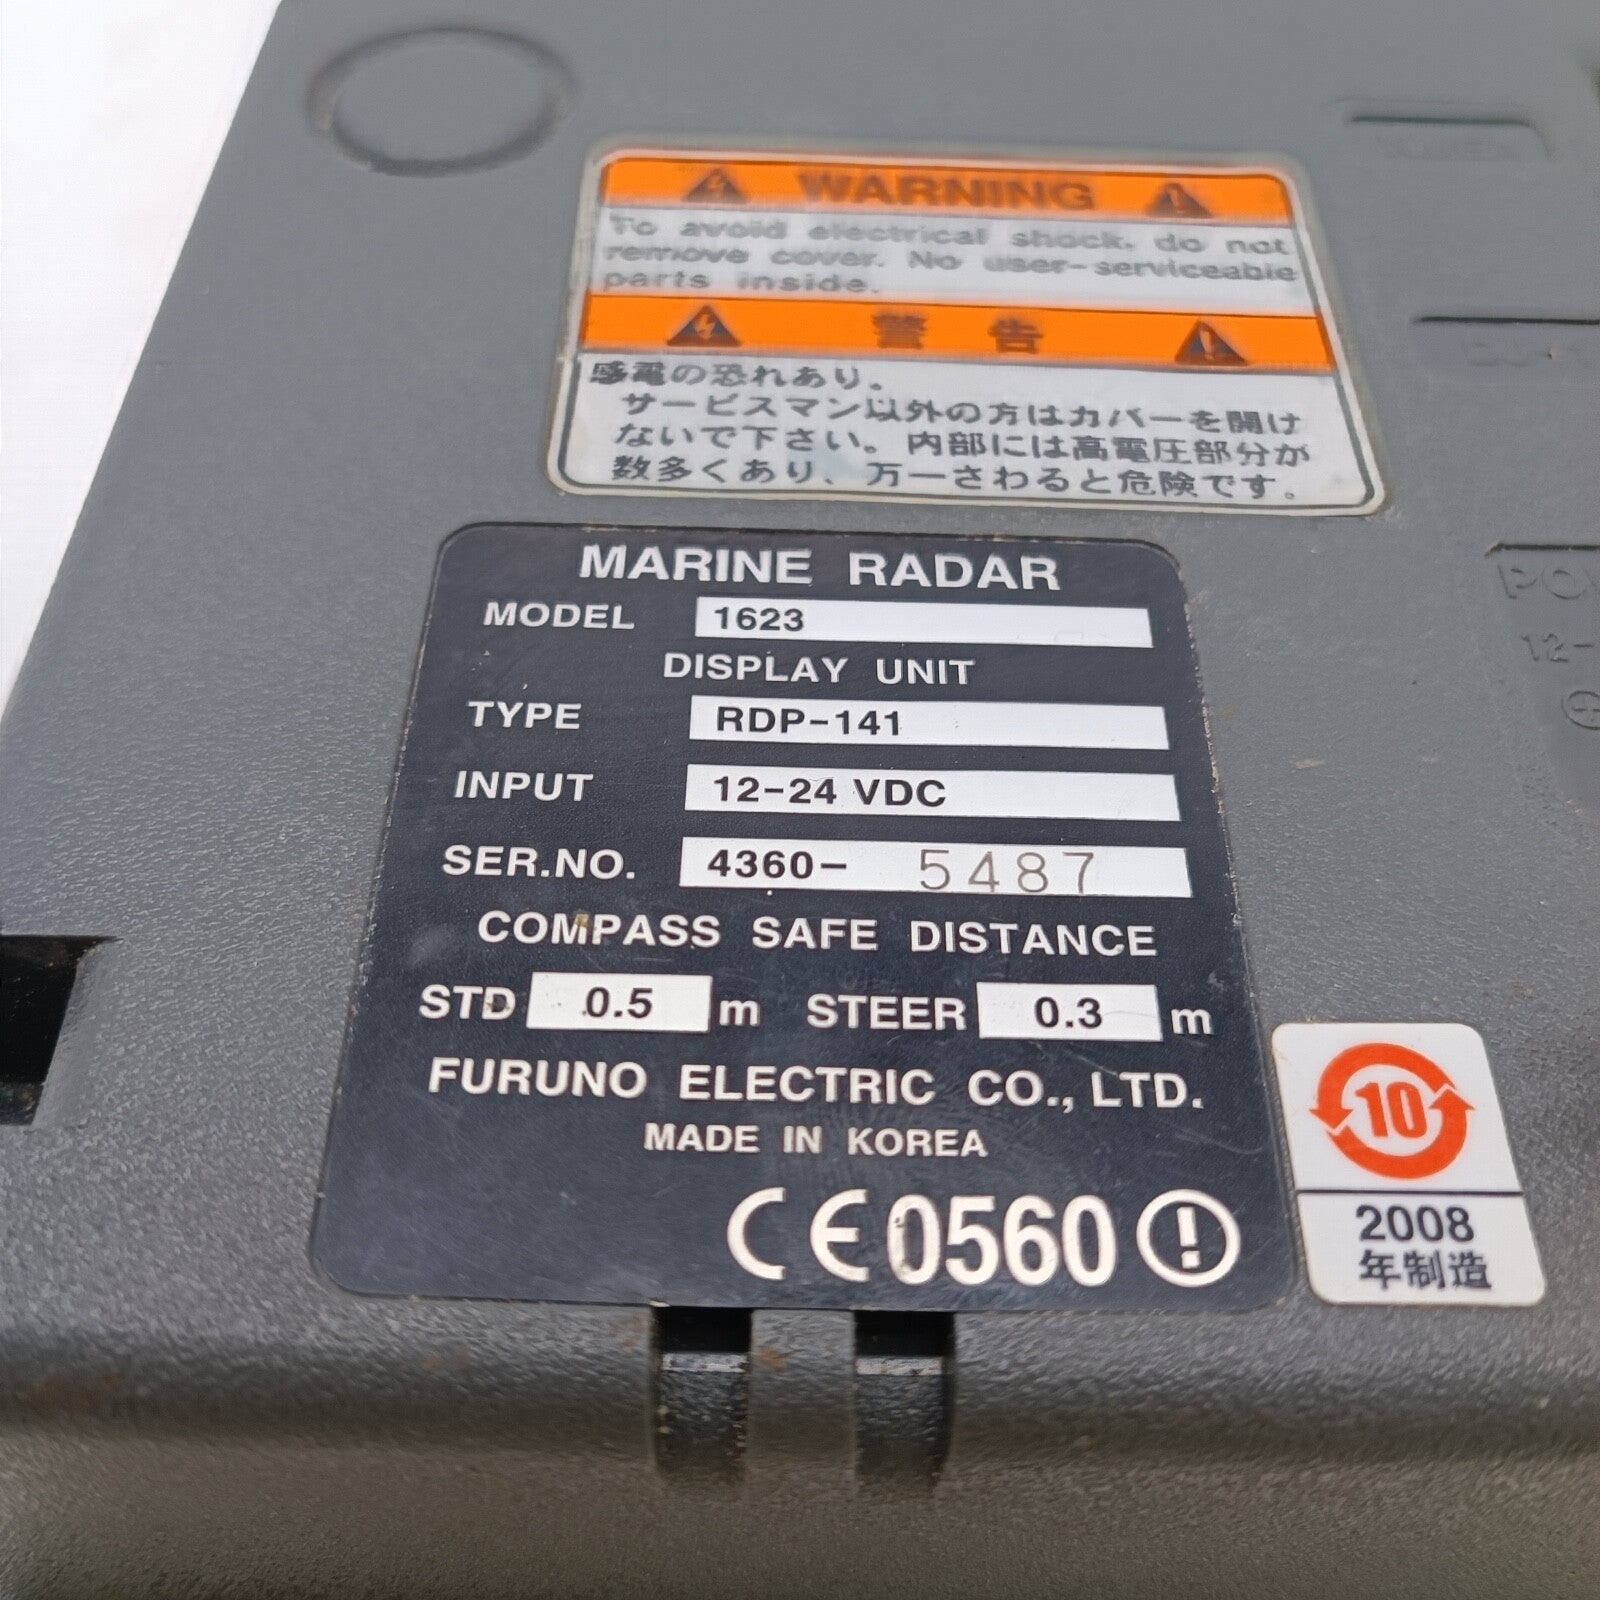 WARNING
To avoid electrical shock, do not
remove cover. No user-serviceable
parts inside.
警告
感電の恐れあり。
サービスマン以外の方はカバーを開け
ないで下さい。内部には高電圧部分が
数多くあり、万一さわると危険です。
MARINE RADAR
MODEL 1623
DISPLAY UNIT
TYPE RDP-141
INPUT 12-24 VDC
SER.NO. 4360- 5487
COMPASS SAFE DISTANCE
STD 0.5 m STEER 0.3 m
FURUNO ELECTRIC CO., LTD.
MADE IN KOREA
CE0560
10
2008
年制造
12-